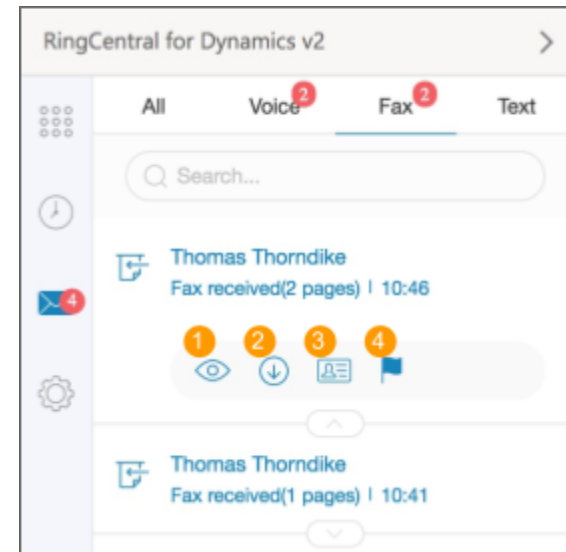 RingCentral for Dynamics v2
All Voice 2 Fax 2 Text
Search...
Thomas Thorndike
Fax received(2 pages) | 10:46
4
1 2 3 4
Thomas Thorndike
Fax received(1 pages) | 10:41